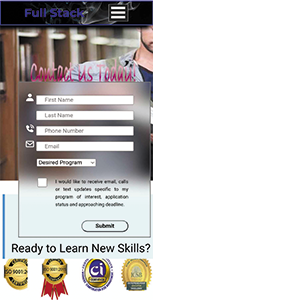 Full Stack
Contact Us Today!
First Name
Last Name
Phone Number
Email
Desired Program
I would like to receive email, calls
or text updates specific to my
program of interest, application
status and approaching deadline.
Submit
Ready to Learn New Skills?
ISO 9001:2015